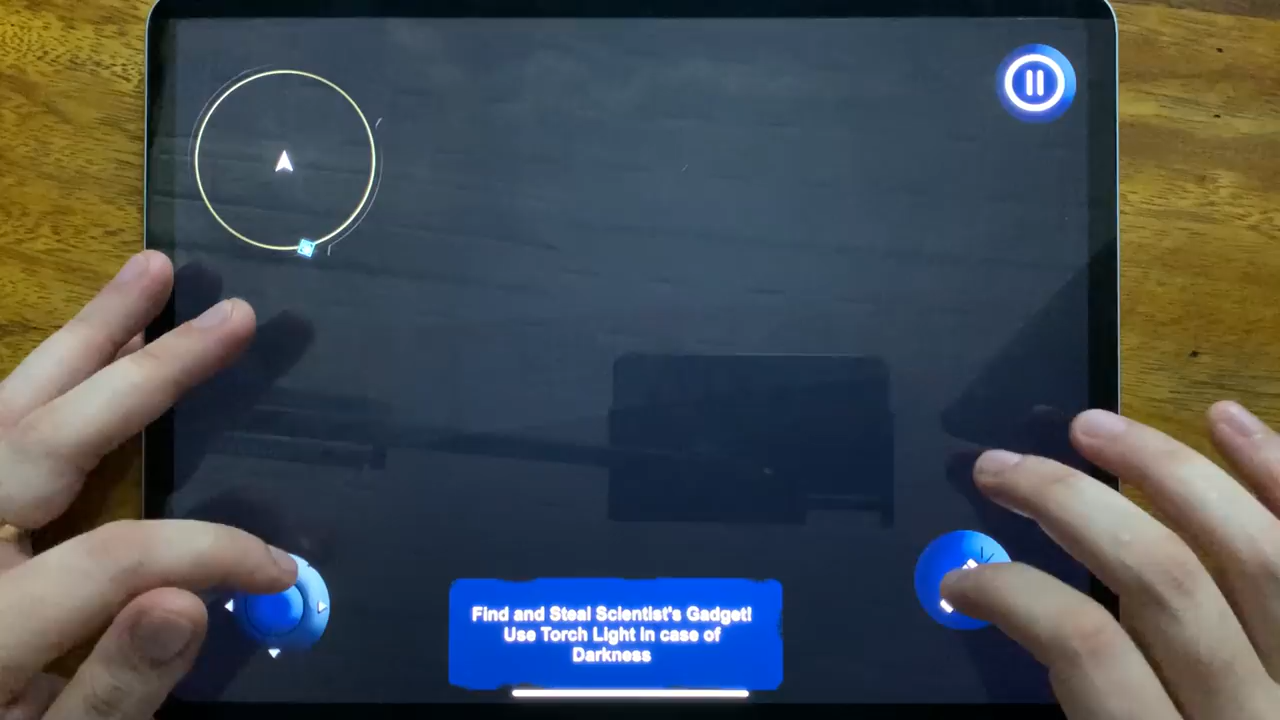 Find and Steal Scientist's Gadget!
Use Torch Light in case of
Darkness